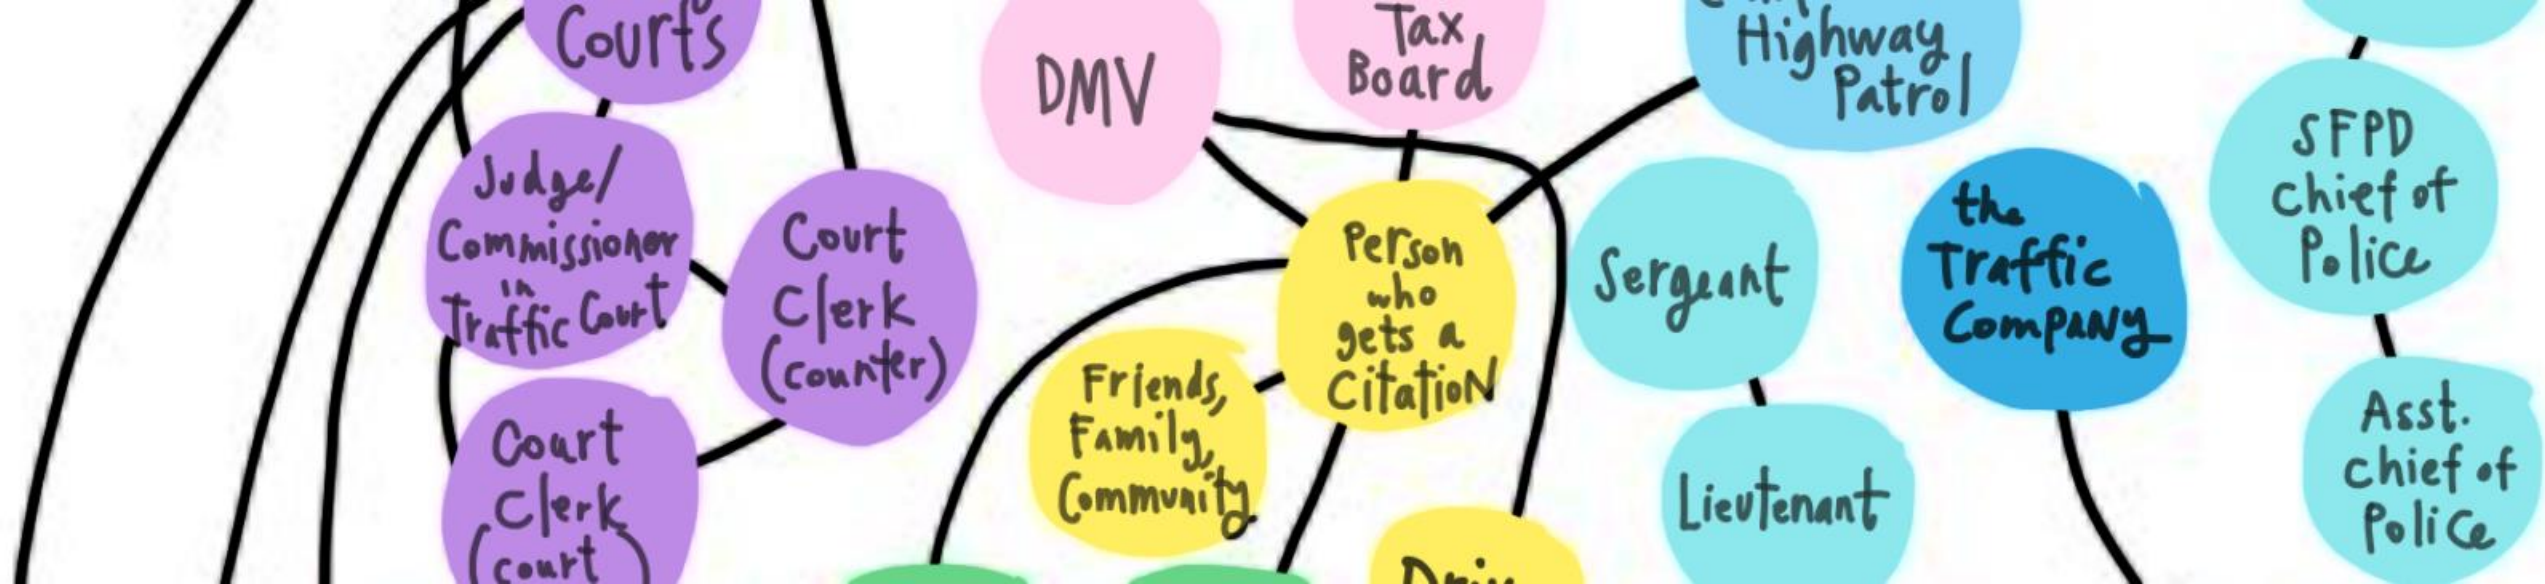 Courts
DMV
Tax
Board
Highway
Patrol
SFPD
Chief of
Police
Judge/
Commissioner
in
Traffic Court
Court
Clerk
(counter)
Person
who
gets a
CitatioN
Sergeant
the
Traffic
ComPANY
Friends,
Family,
Community
Asst.
Chief of
Police
Court
Clerk
(court)
Lieutenant